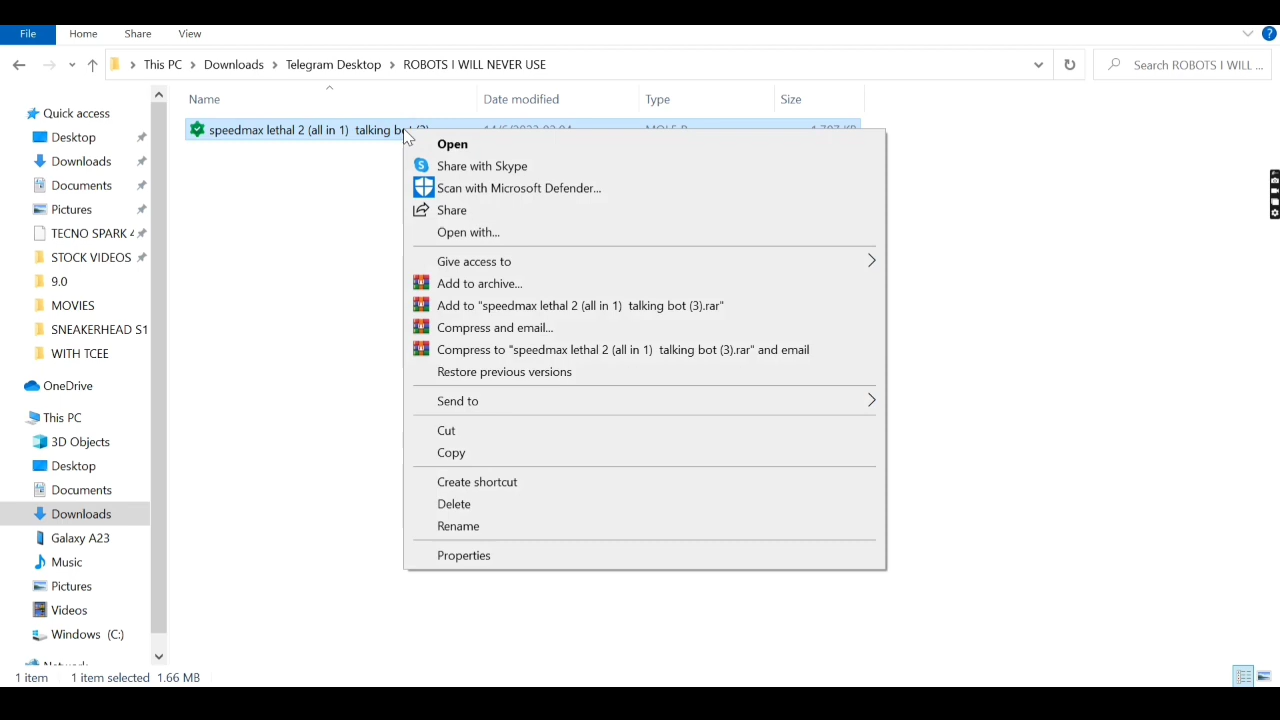 File Home Share View
This PC Downloads Telegram Desktop ROBOTS I WILL NEVER USE Search ROBOTS I WILL ...
Name Date modified Type Size
Quick access
speedmax lethal 2 (all in 1) talking
Desktop
Open
Downloads
Share with Skype
Documents
Scan with Microsoft Defender...
Pictures
Share
TECNO SPARK
Open with...
STOCK VIDEOS
Give access to
9.0
Add to archive...
MOVIES
Add to "speedmax lethal 2 (all in 1) talking bot (3).rar"
SNEAKERHEAD S1
Compress and email...
WITH TCEE
Compress to "speedmax lethal 2 (all in 1) talking bot (3).rar" and email
Restore previous versions
OneDrive
Send to
This PC
Cut
3D Objects
Copy
Desktop
Create shortcut
Documents
Delete
Downloads
Rename
Galaxy A23
Properties
Music
Pictures
Videos
Windows (C:)
1 item 1 item selected 1.66 MB